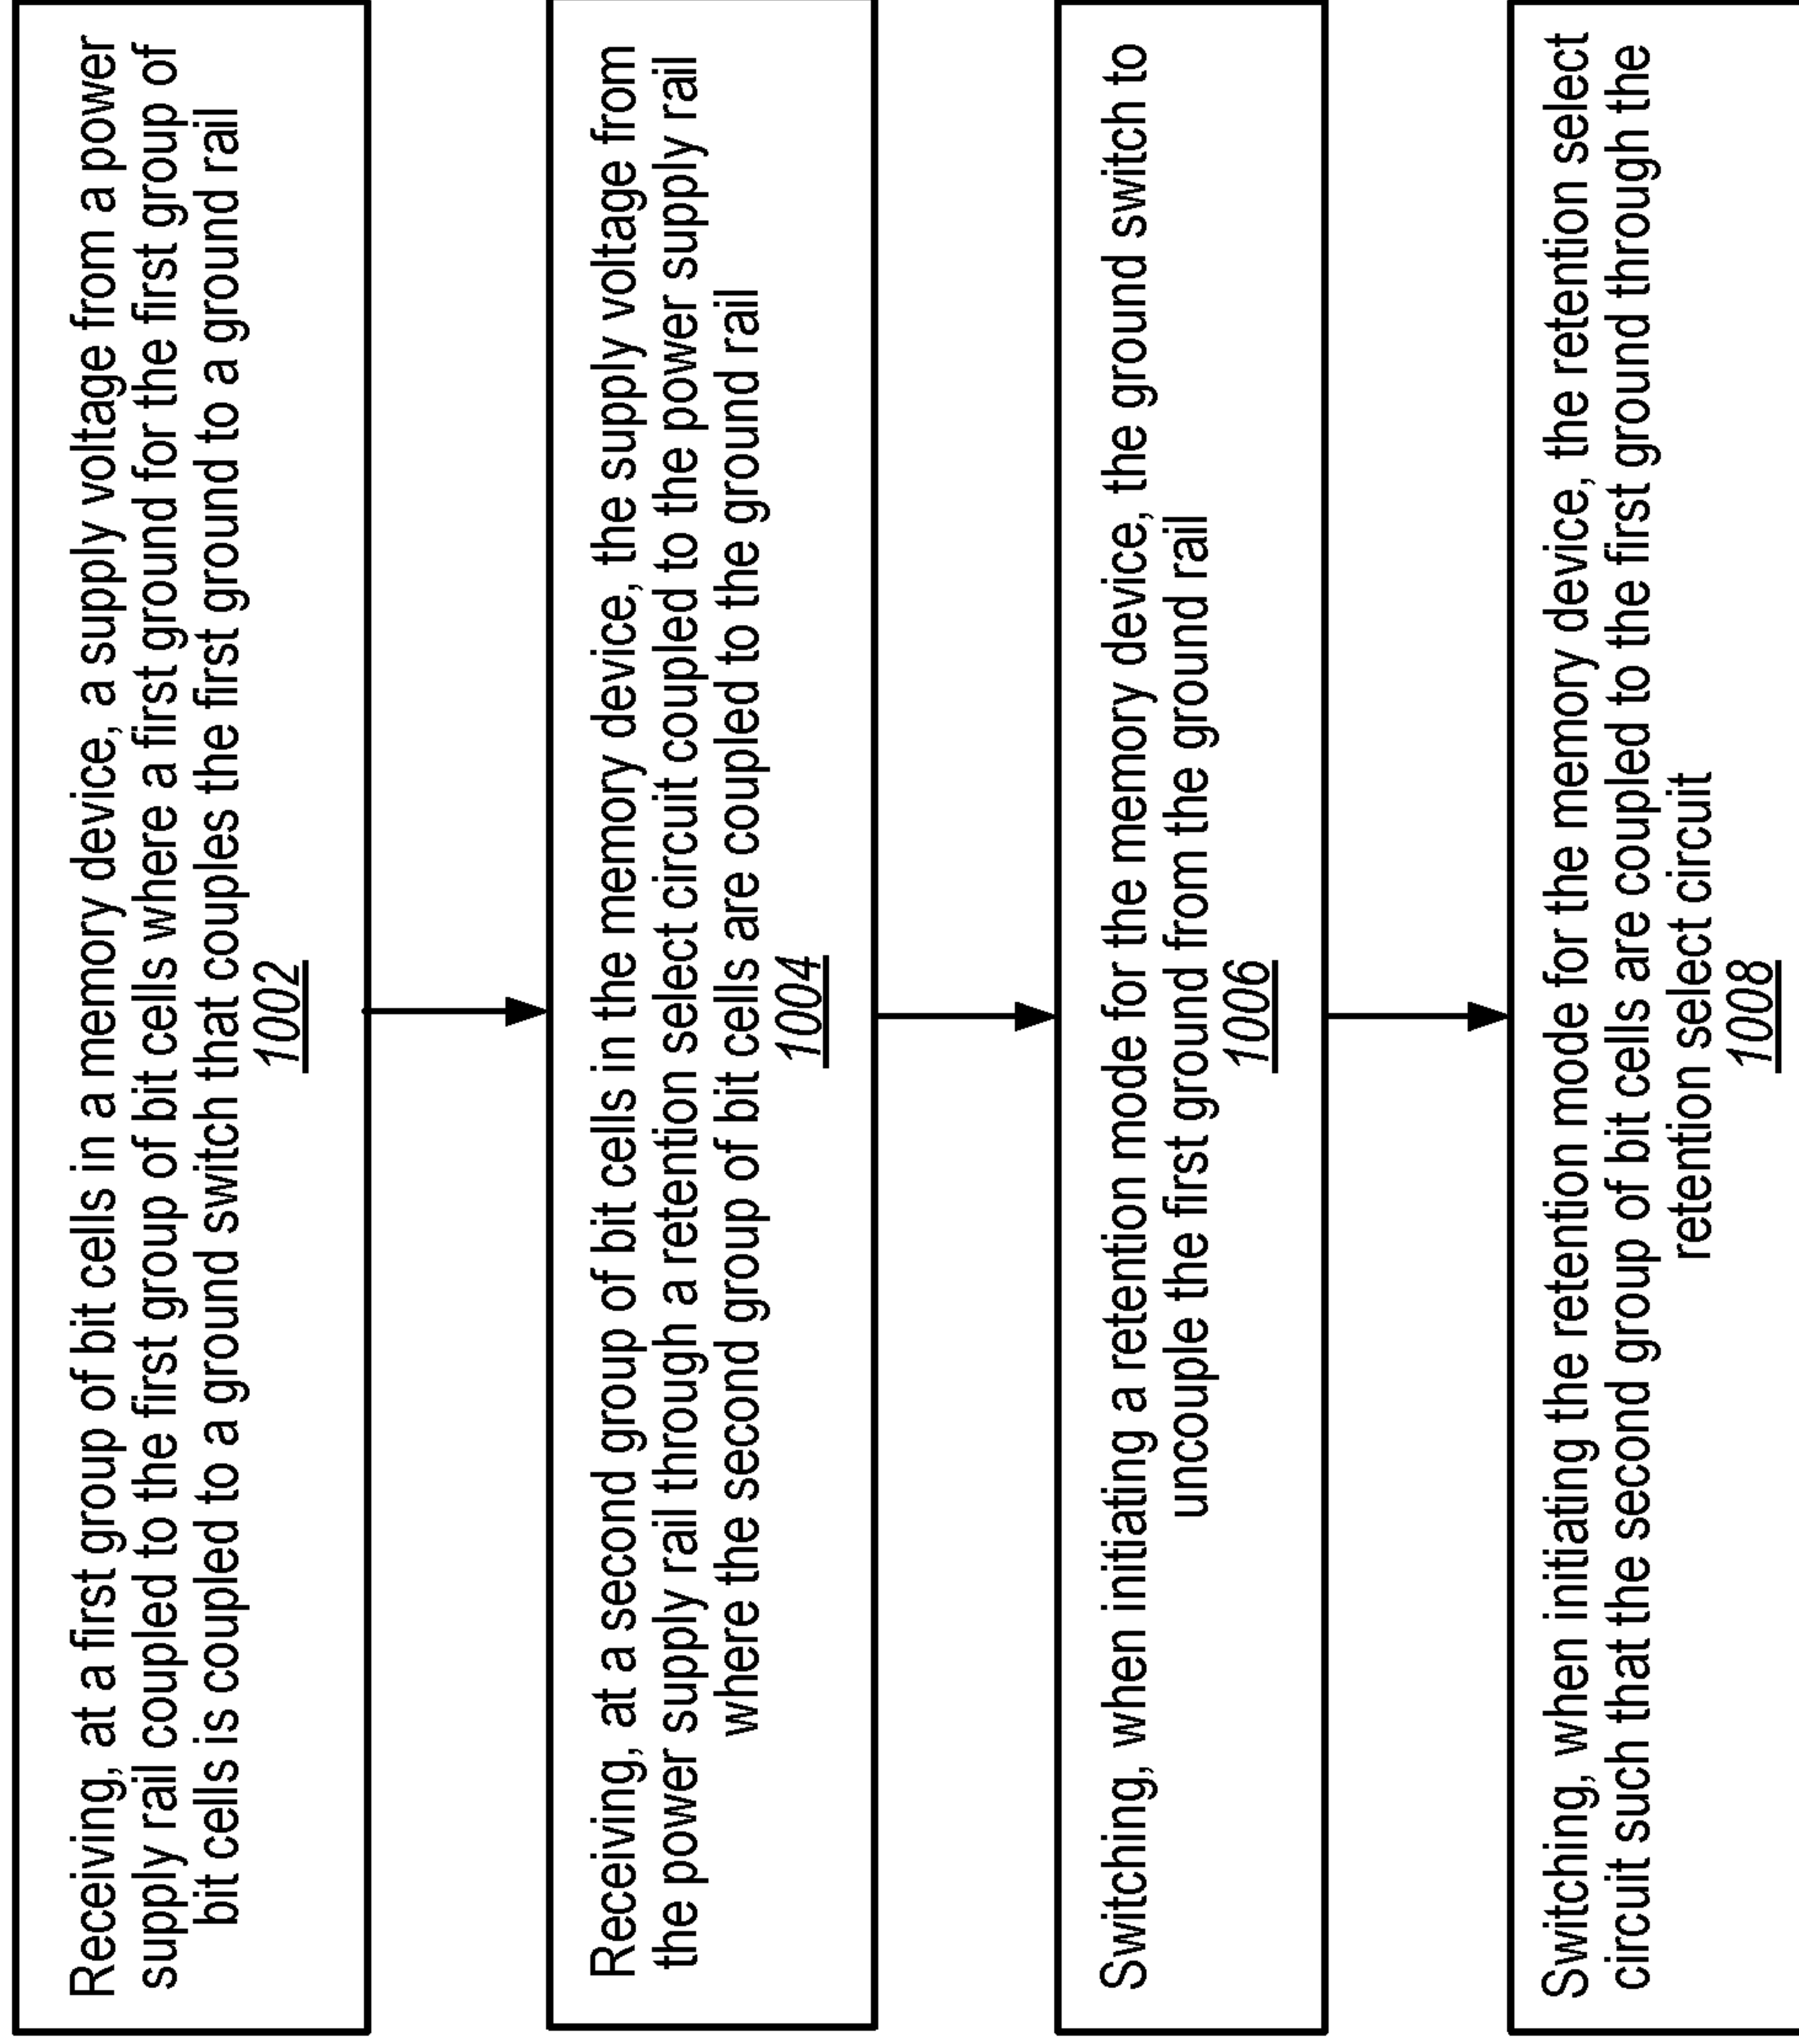 Receiving, at a first group of bit cells in a memory device, a supply voltage from a power
supply rail coupled to the first group of bit cells where a first ground for the first group of
bit cells is coupled to a ground switch that couples the first ground to a ground rail
1002
Receiving, at a second group of bit cells in the memory device, the supply voltage from
the power supply rail through a retention select circuit coupled to the power supply rail
where the second group of bit cells are coupled to the ground rail
1004
Switching, when initiating a retention mode for the memory device, the ground switch to
uncouple the first ground from the ground rail
1006
Switching, when initiating the retention mode for the memory device, the retention select
circuit such that the second group of bit cells are coupled to the first ground through the
retention select circuit
1008